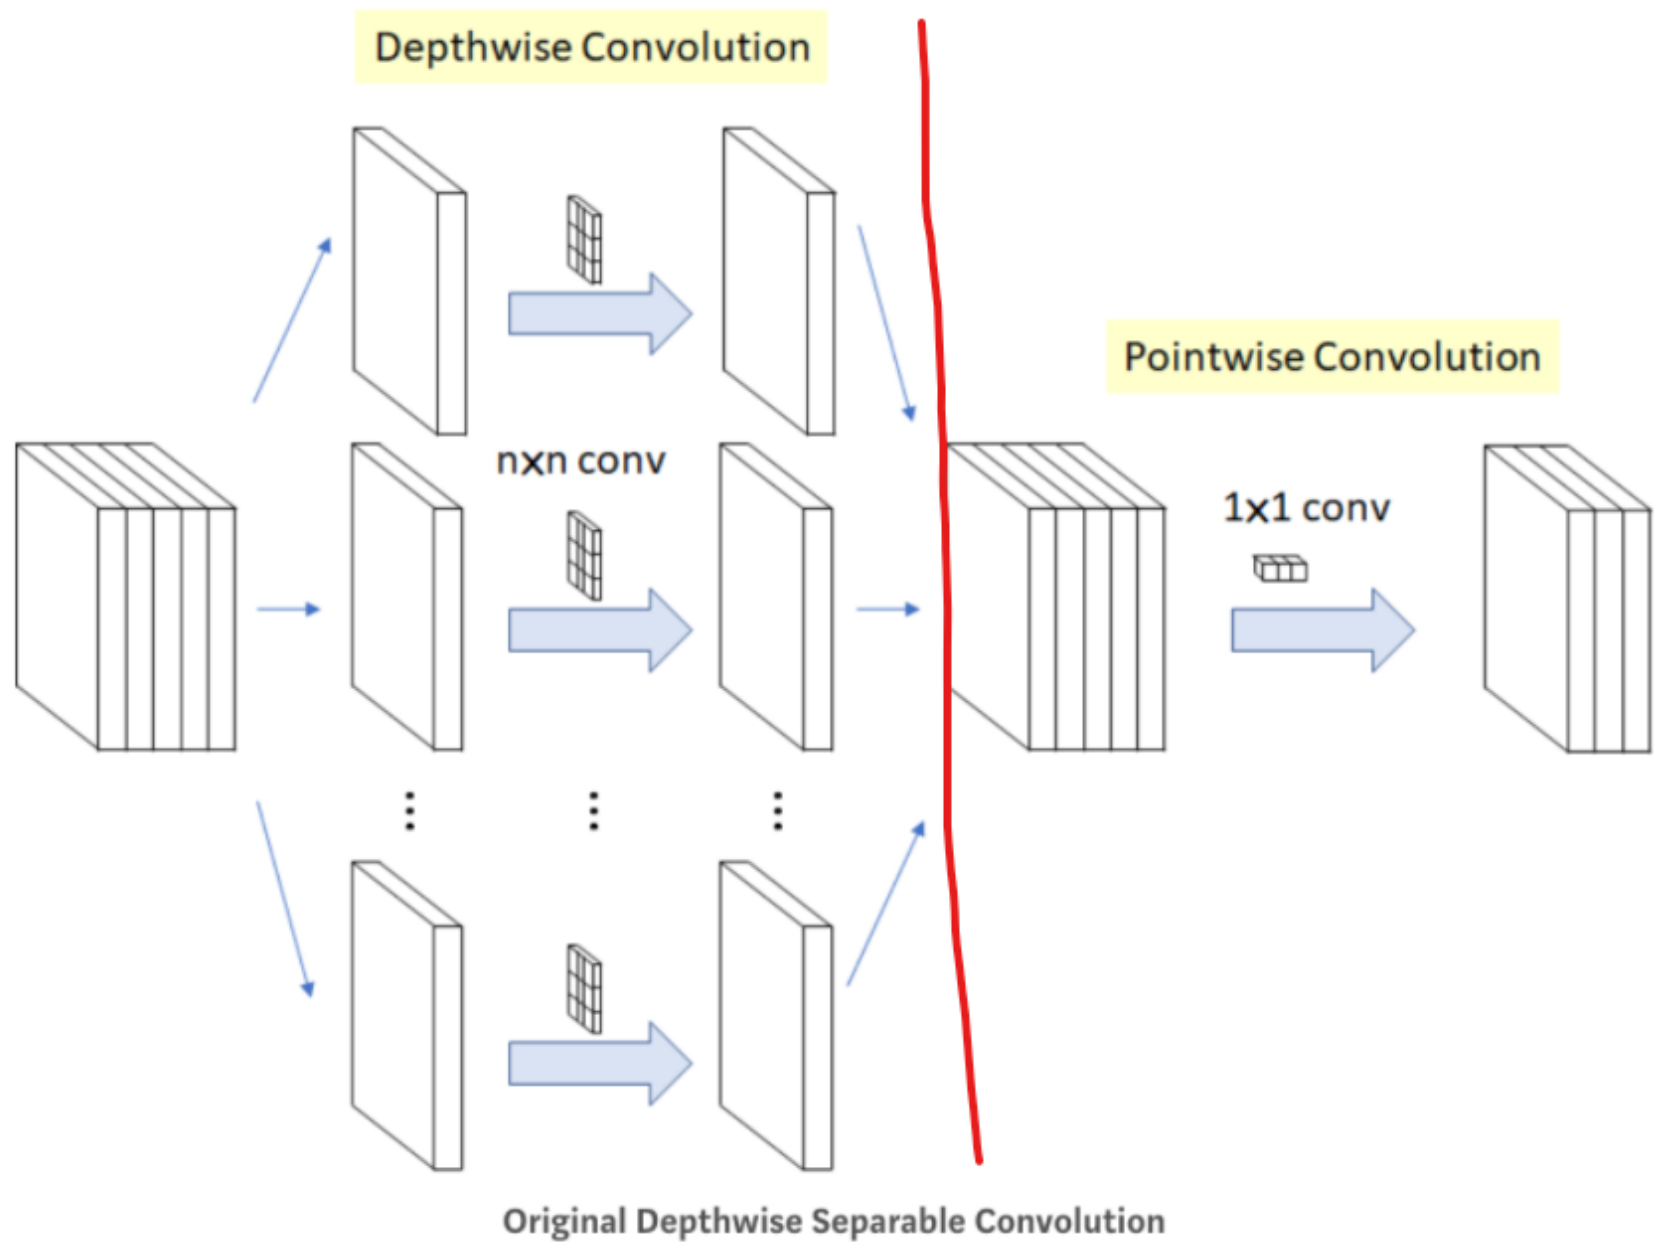 Depthwise Convolution
Pointwise Convolution
nxn conv
1x1 conv
Original Depthwise Separable Convolution